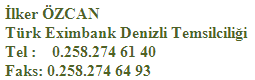 İlker ÖZCAN
Türk Eximbank Denizli Temsilciliği
Tel :    0.258.274 61 40
Faks: 0.258.274 64 93